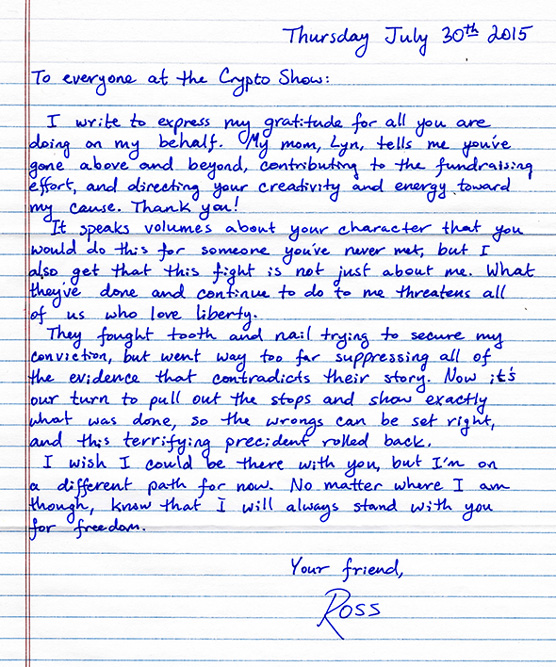 Thursday July 30th 2015
To everyone at the Crypto Show:
I write to express my gratitude for all you are
doing on my behalf. My mom, Lyn, tells me you've
gone above and beyond, contributing to the fundraising
effort, and directing your creativity and energy toward
my cause. Thank you!
It speaks volumes about your character that you
would do this for someone you've never met, but I
also get that this fight is not just about me. What
they've done and continue to do to me threatens all
of us who love liberty.
They fought tooth and nail trying to secure my
conviction, but went way too far suppressing all of
the evidence that contradicts their story. Now it's
our turn to pull out the stops and show exactly
what was done, so the wrongs can be set right,
and this terrifying precident rolled back.
I wish I could be there with you, but I'm on
a different path for now. No matter where I am
though, know that I will always stand with you
for freedom.
Your friend,
Ross